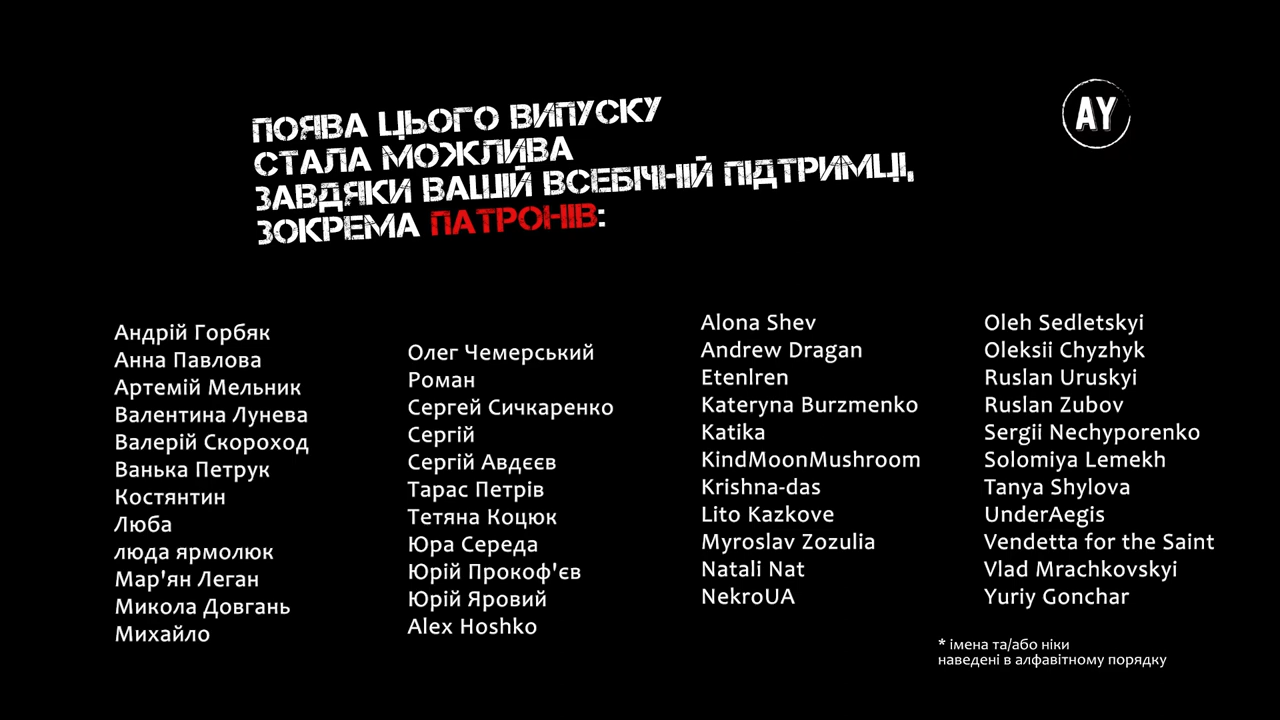 ПОЯВА ЦЬОГО ВИПУСКУ
СТАЛА МОЖЛИВА
ЗАВДЯКИ ВАШІЙ ВСЕБІЧНІЙ ПІДТРИМЦІ,
ЗОКРЕМА ПАТРОНІВ:
AY
Андрій Горбяк
Анна Павлова
Артемій Мельник
Валентина Лунева
Валерій Скороход
Ванька Петрук
Костянтин
Люба
люда ярмолюк
Мар'ян Леган
Микола Довгань
Михайло
Олег Чемерський
Роман
Сергей Сичкаренко
Сергій
Сергій Авдєєв
Тарас Петрів
Тетяна Коцюк
Юра Середа
Юрій Прокоф'єв
Юрій Яровий
Alex Hoshko
Alona Shev
Andrew Dragan
Etenlren
Kateryna Burzmenko
Katika
KindMoonMushroom
Krishna-das
Lito Kazkove
Myroslav Zozulia
Natali Nat
NekroUA
Oleh Sedletskyi
Oleksii Chyzhyk
Ruslan Uruskyi
Ruslan Zubov
Sergii Nechyporenko
Solomiya Lemekh
Tanya Shylova
UnderAegis
Vendetta for the Saint
Vlad Mrachkovskyi
Yuriy Gonchar
* імена та/або ніки
наведені в алфавітному порядку